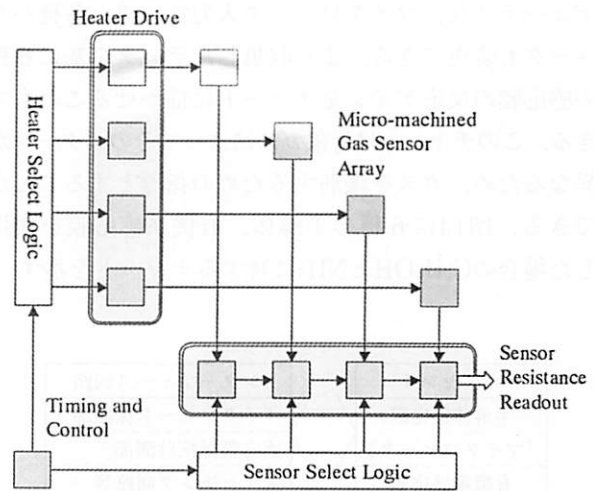 Heater Drive
Heater Select Logic
Micro-machined
Gas Sensor
Array
Sensor
Resistance
Readout
Timing and
Control
Sensor Select Logic